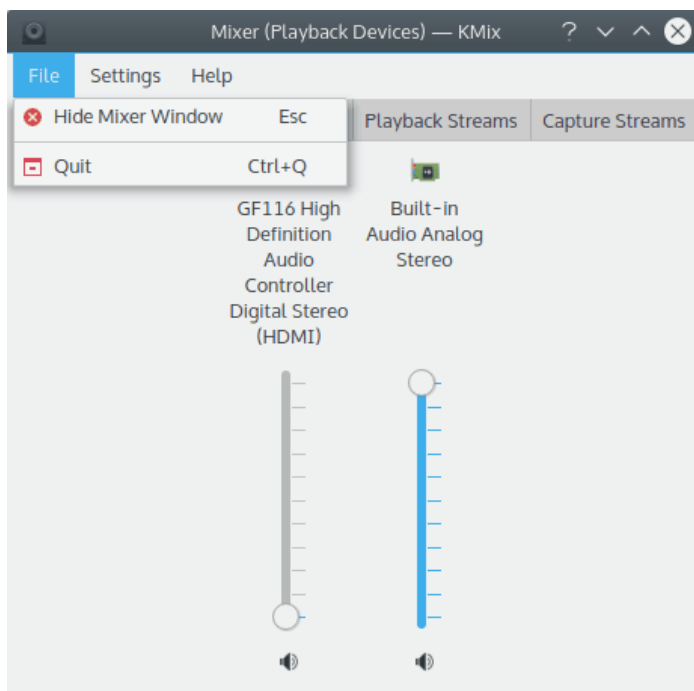 Mixer (Playback Devices) — KMix
File Settings Help
Hide Mixer Window Esc
Playback Streams Capture Streams
Quit Ctrl+Q
GF116 High
Definition
Audio
Controller
Digital Stereo
(HDMI)
Built-in
Audio Analog
Stereo